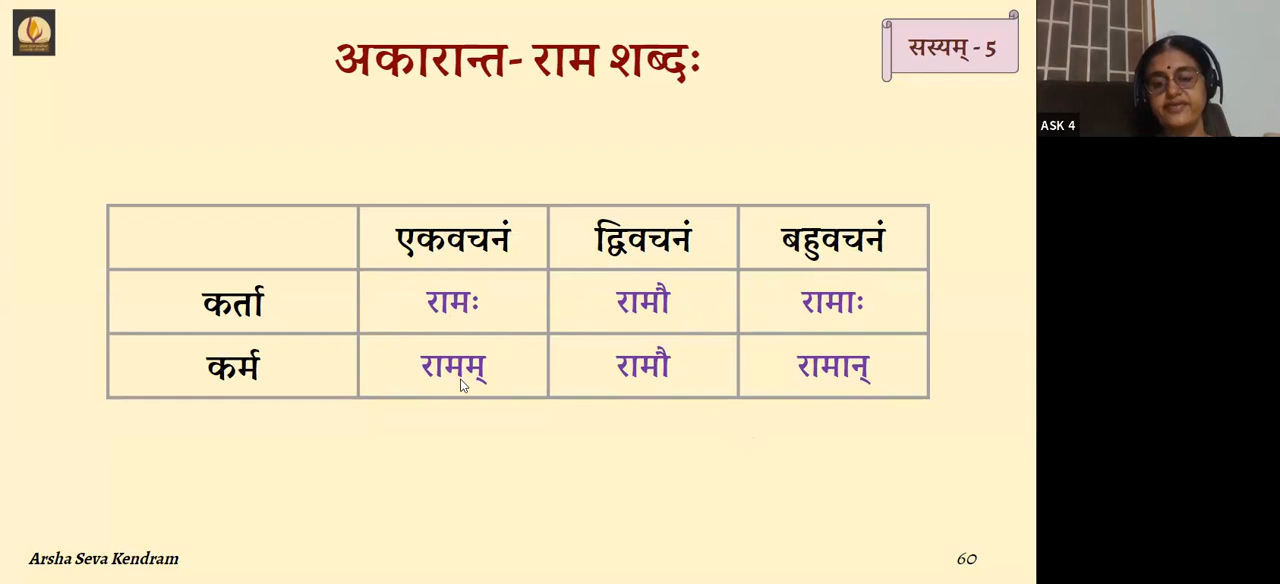 अकारान्त- राम शब्दः
सस्यम् - 5
ASK 4
एकवचनं द्विवचनं बहुवचनं
कर्ता रामः रामौ रामाः
कर्म रामम् रामौ रामान्
Arsha Seva Kendram
60